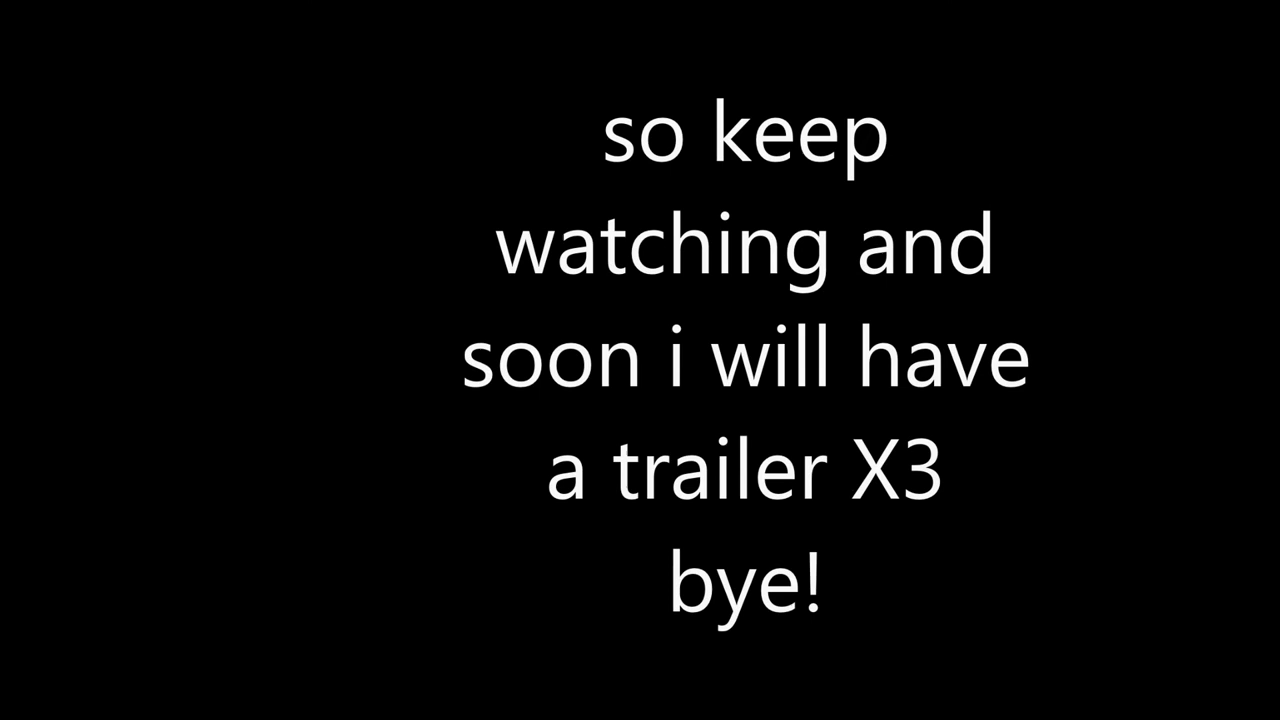 so keep
watching and
soon i will have
a trailer X3
bye!